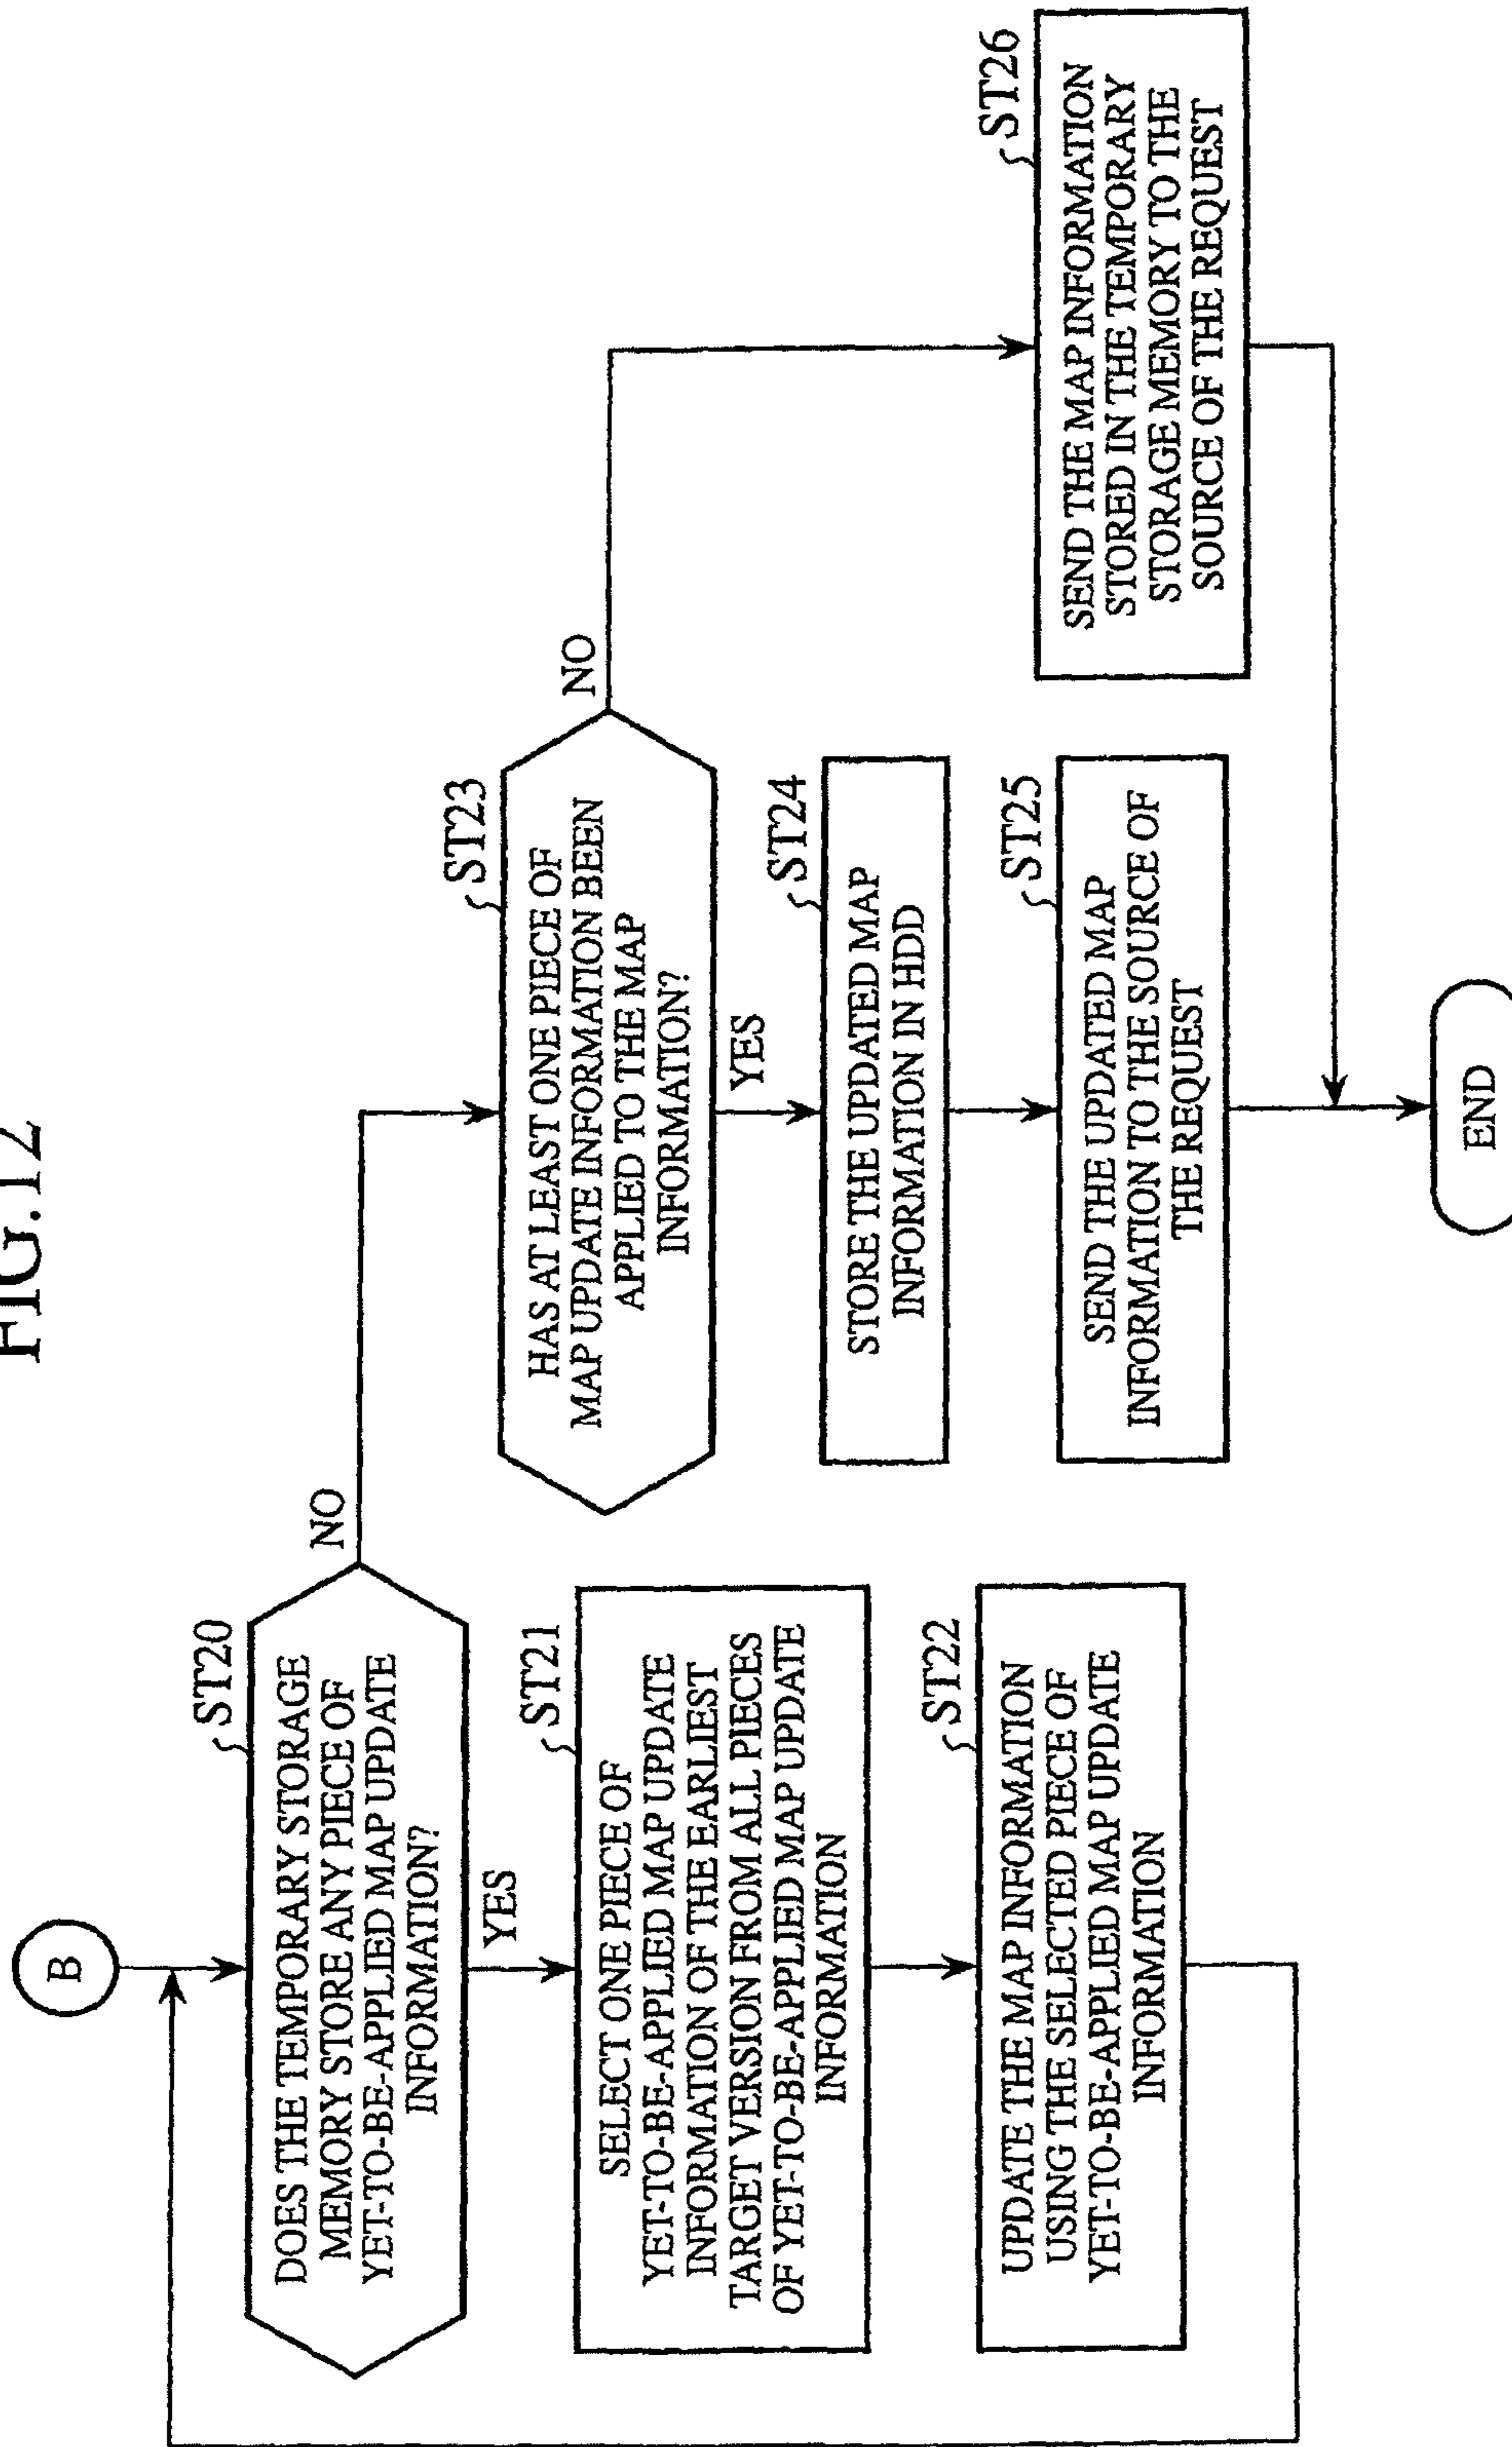 FIG.12
B
ST20
DOES THE TEMPORARY STORAGE
MEMORY STORE ANY PIECE OF
YET-TO-BE-APPLIED MAP UPDATE
INFORMATION?
NO
YES
ST21
SELECT ONE PIECE OF
YET-TO-BE-APPLIED MAP UPDATE
INFORMATION OF THE EARLIEST
TARGET VERSION FROM ALL PIECES
OF YET-TO-BE-APPLIED MAP UPDATE
INFORMATION
ST22
UPDATE THE MAP INFORMATION
USING THE SELECTED PIECE OF
YET-TO-BE-APPLIED MAP UPDATE
INFORMATION
ST23
HAS AT LEAST ONE PIECE OF
MAP UPDATE INFORMATION BEEN
APPLIED TO THE MAP
INFORMATION?
NO
YES
ST24
STORE THE UPDATED MAP
INFORMATION IN HDD
ST25
SEND THE UPDATED MAP
INFORMATION TO THE SOURCE OF
THE REQUEST
ST26
SEND THE MAP INFORMATION
STORED IN THE TEMPORARY
STORAGE MEMORY TO THE
SOURCE OF THE REQUEST
END